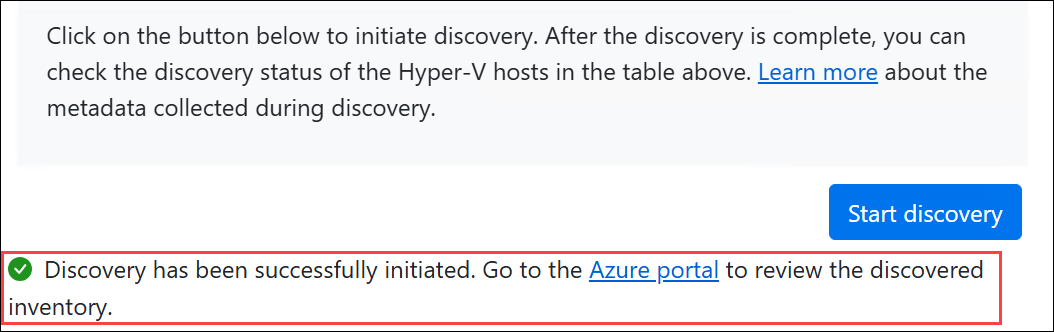 Click on the button below to initiate discovery. After the discovery is complete, you can
check the discovery status of the Hyper-V hosts in the table above. Learn more about the
metadata collected during discovery.
Start discovery
Discovery has been successfully initiated. Go to the Azure portal to review the discovered
inventory.